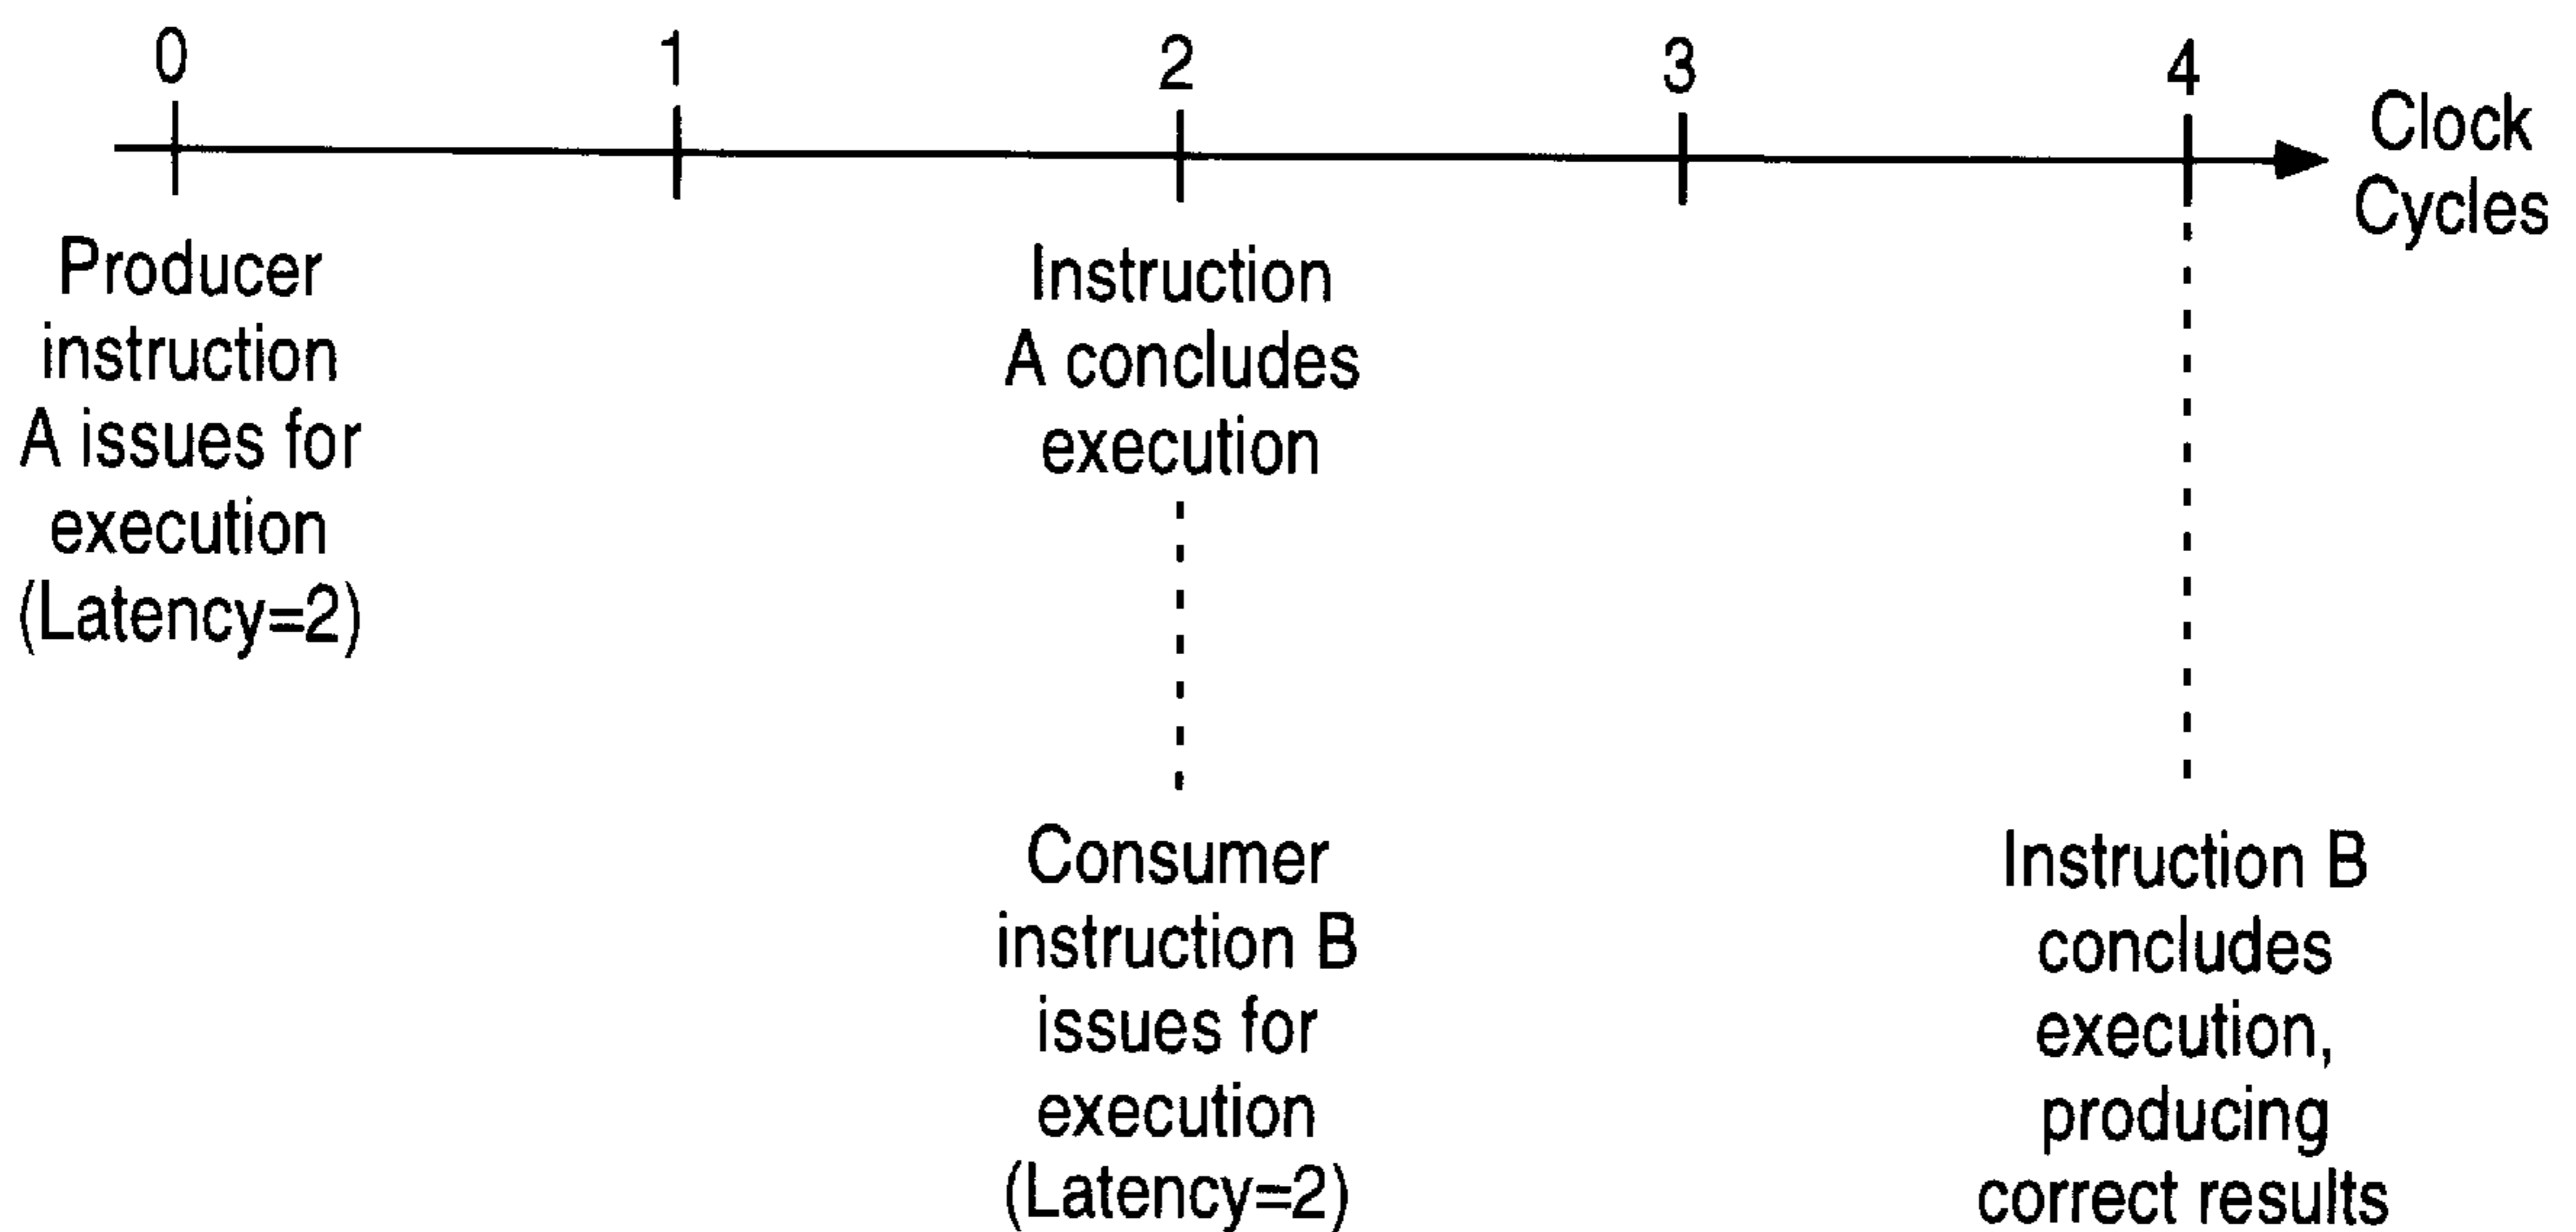 0
1
2
3
4
Clock
Cycles
Producer
instruction
A issues for
execution
(Latency=2)
Instruction
A concludes
execution
Consumer
instruction B
issues for
execution
(Latency=2)
Instruction B
concludes
execution,
producing
correct results